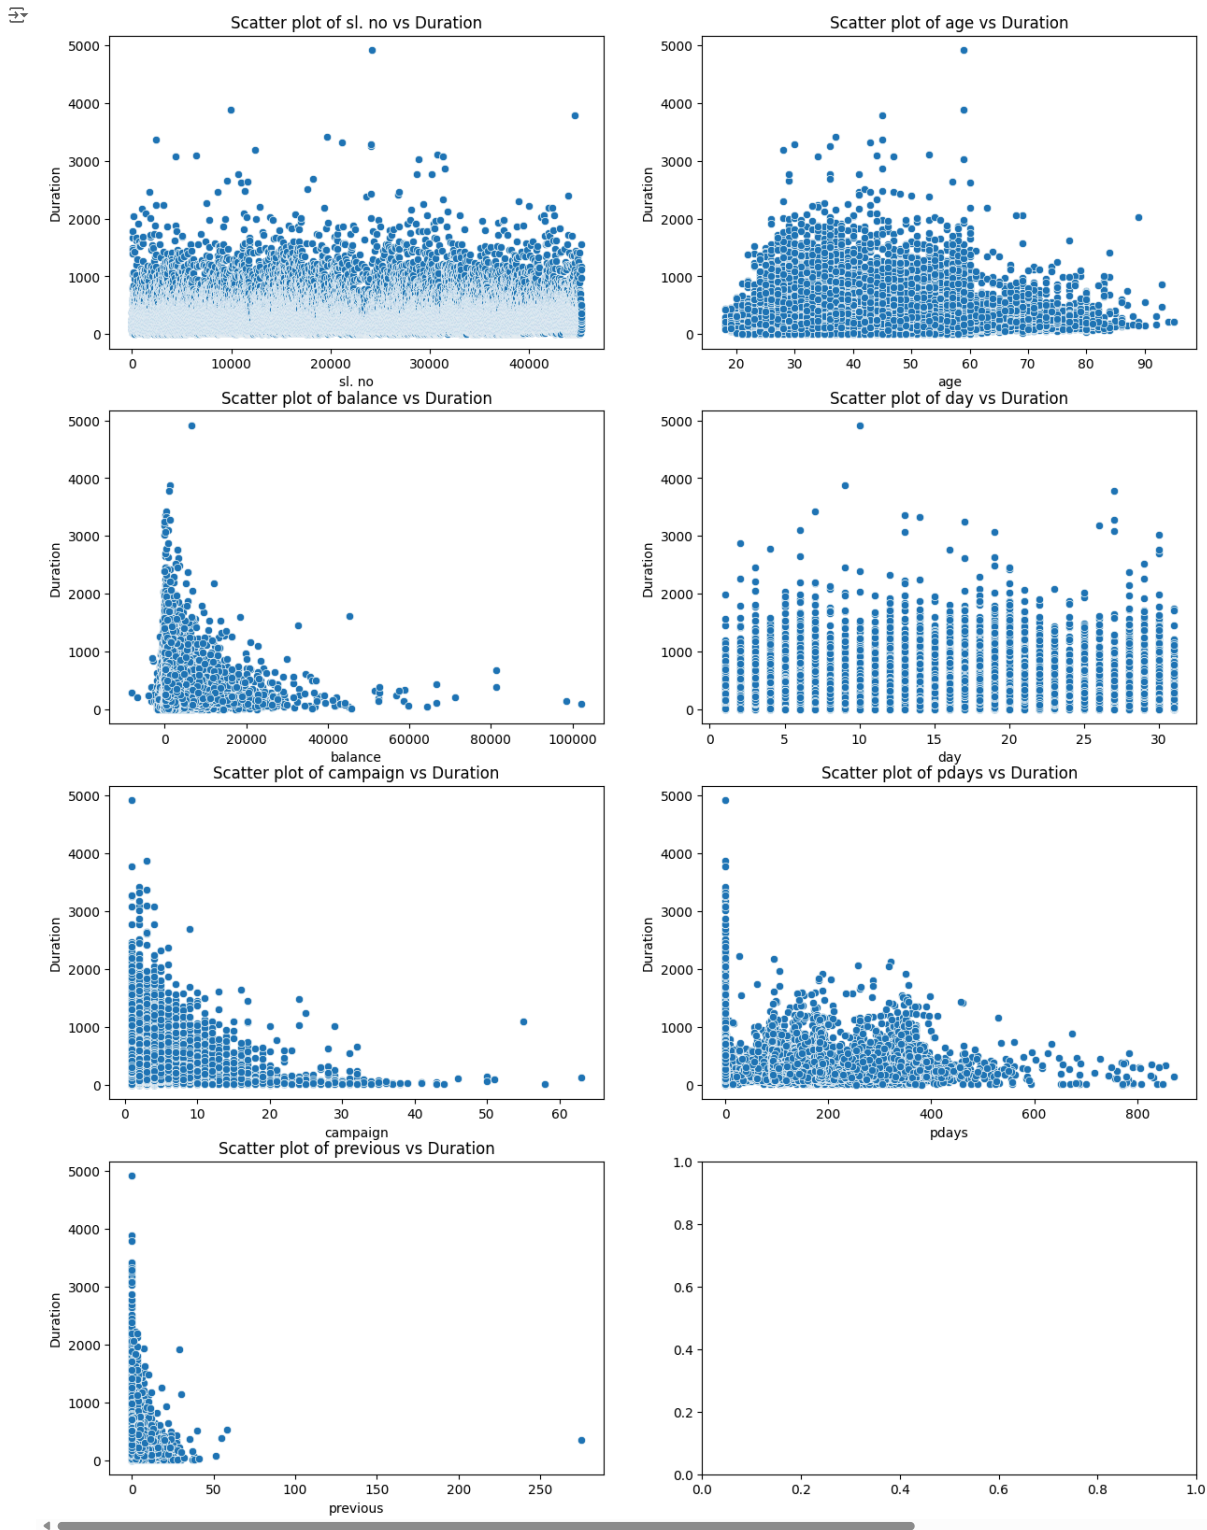 Scatter plot of sl. no vs Duration
5000
4000
3000
2000
1000
0
Duration
0 10000 20000 30000 40000
sl. no
Scatter plot of age vs Duration
5000
4000
3000
2000
1000
0
Duration
20 30 40 50 60 70 80 90
age
Scatter plot of balance vs Duration
5000
4000
3000
2000
1000
0
Duration
0 20000 40000 60000 80000 100000
balance
Scatter plot of day vs Duration
5000
4000
3000
2000
1000
0
Duration
0 5 10 15 20 25 30
day
Scatter plot of campaign vs Duration
5000
4000
3000
2000
1000
0
Duration
0 10 20 30 40 50 60
campaign
Scatter plot of pdays vs Duration
5000
4000
3000
2000
1000
0
Duration
0 200 400 600 800
pdays
Scatter plot of previous vs Duration
5000
4000
3000
2000
1000
0
Duration
0 50 100 150 200 250
previous
1.0
0.8
0.6
0.4
0.2
0.0
0.0 0.2 0.4 0.6 0.8 1.0